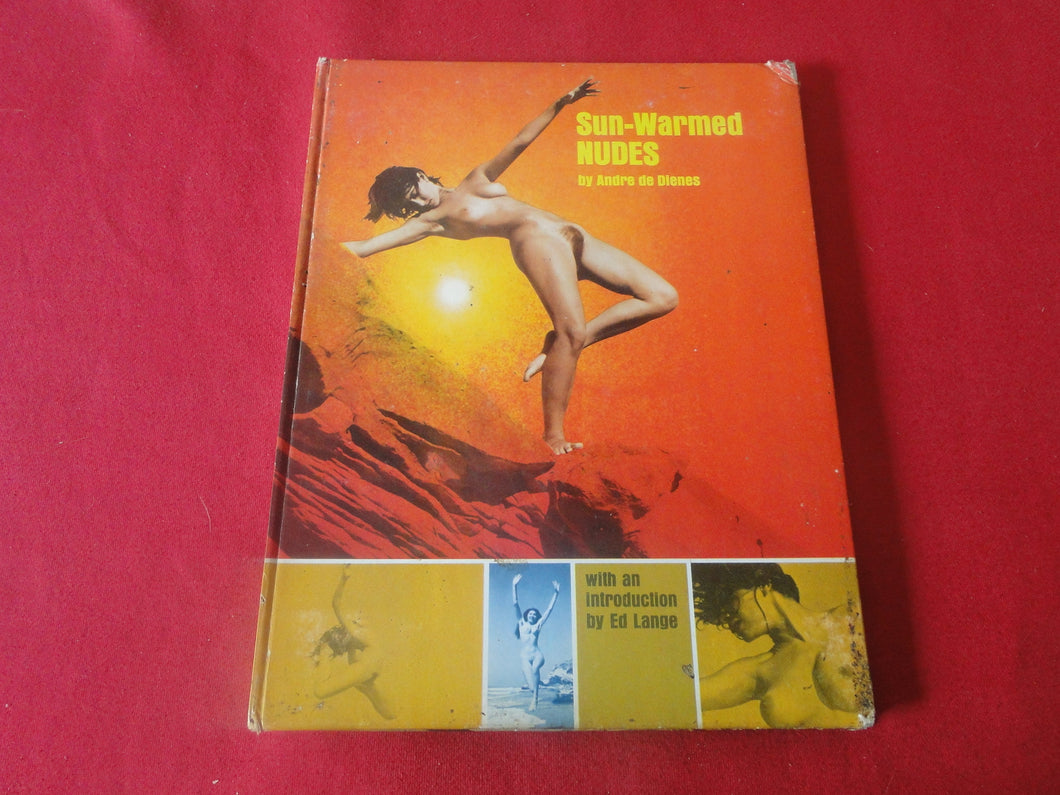 Sun-Warmed
NUDES
by Andre de Dienes
with an
introduction
by Ed Lange